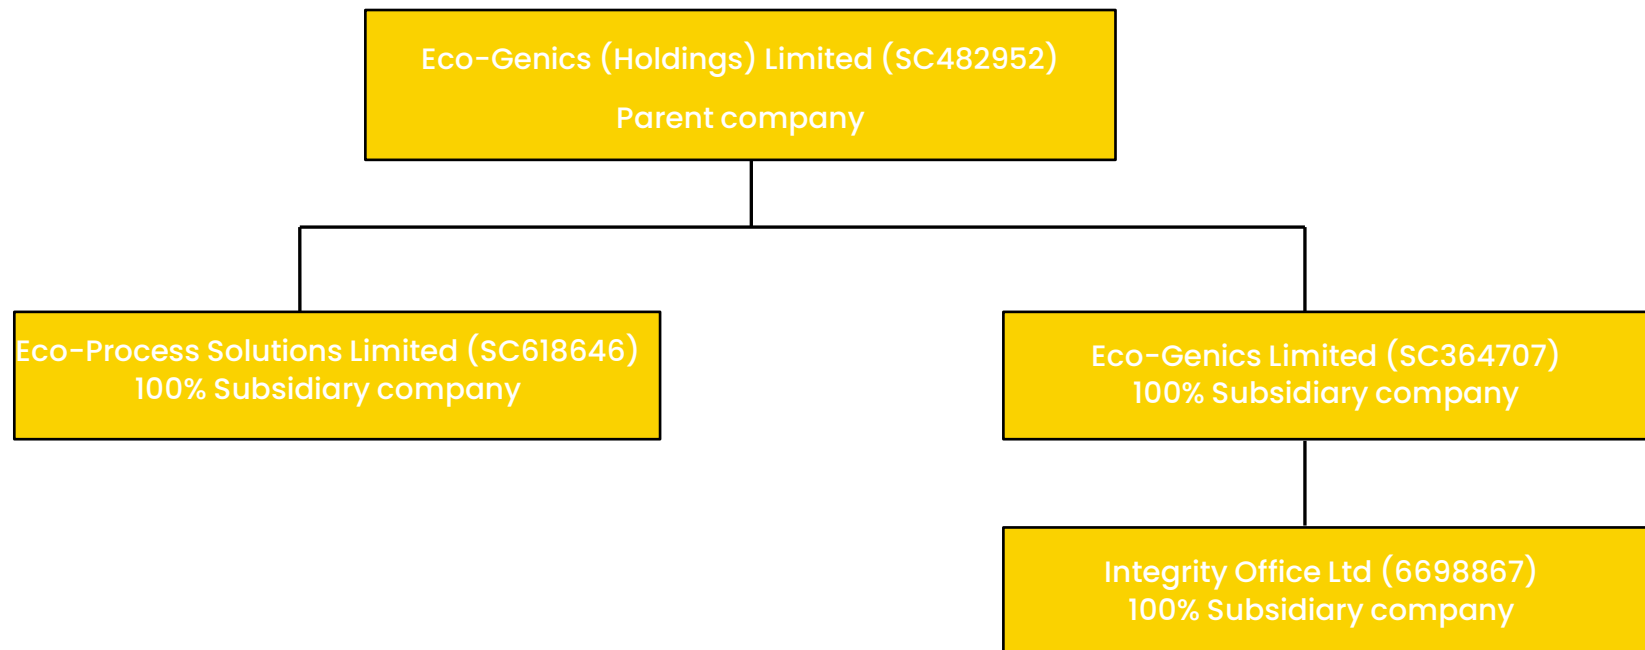 Eco-Genics (Holdings) Limited (SC482952)
Parent company
Eco-Process Solutions Limited (SC618646)
100% Subsidiary company
Eco-Genics Limited (SC364707)
100% Subsidiary company
Integrity Office Ltd (6698867)
100% Subsidiary company